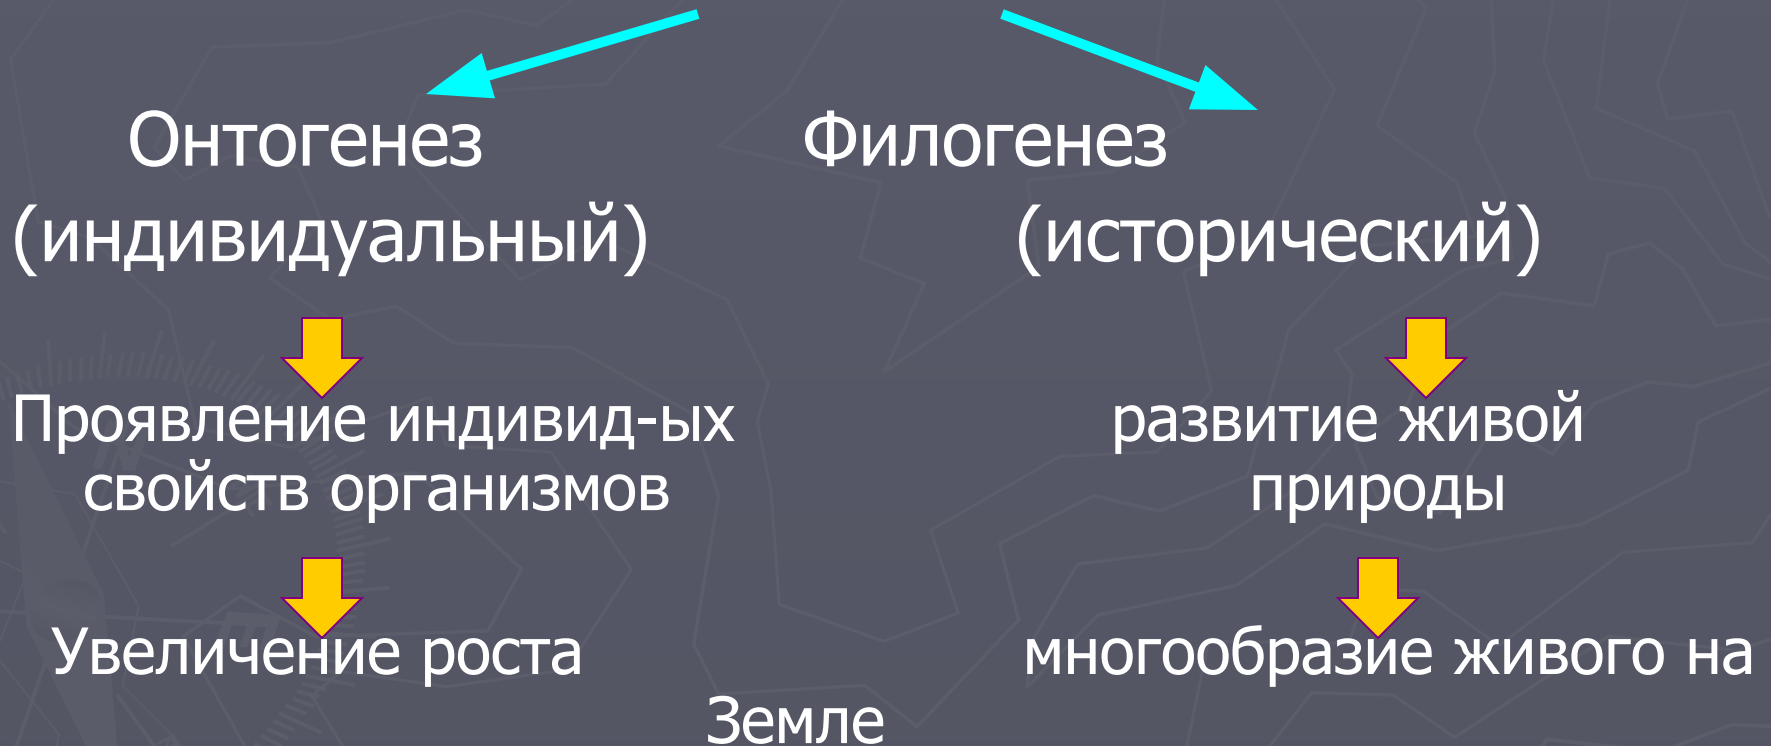 Онтогенез Филогенез
(индивидуальный) (исторический)
Проявление индивид-ых развитие живой
свойств организмов природы
Увеличение роста многообразие живого на
Земле